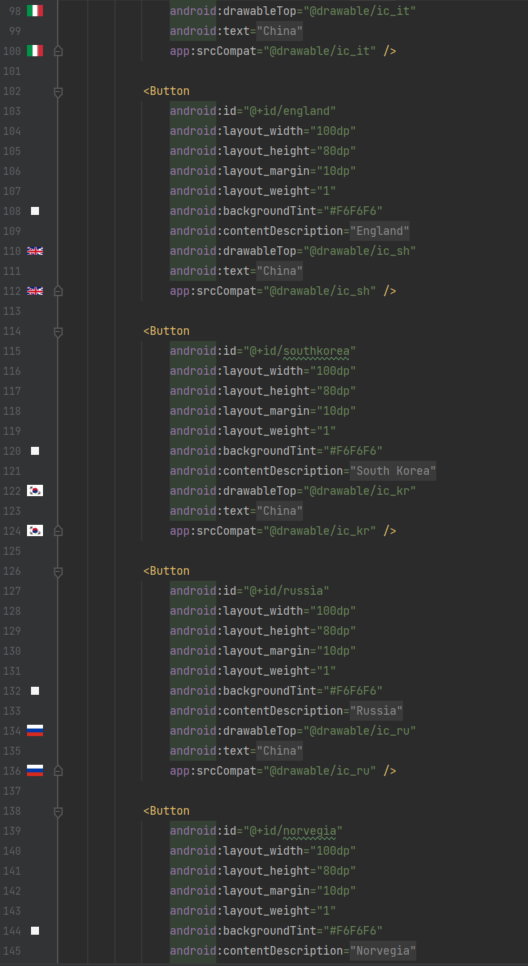 98 android:drawableTop="@drawable/ic_it"
99 android:text="China"
100 app:srcCompat="@drawable/ic_it" />
101
102 <Button
103 android:id="@+id/england"
104 android:layout_width="100dp"
105 android:layout_height="80dp"
106 android:layout_margin="10dp"
107 android:layout_weight="1"
108 android:backgroundTint="#F6F6F6"
109 android:contentDescription="England"
110 android:drawableTop="@drawable/ic_sh"
111 android:text="China"
112 app:srcCompat="@drawable/ic_sh" />
113
114 <Button
115 android:id="@+id/southkorea"
116 android:layout_width="100dp"
117 android:layout_height="80dp"
118 android:layout_margin="10dp"
119 android:layout_weight="1"
120 android:backgroundTint="#F6F6F6"
121 android:contentDescription="South Korea"
122 android:drawableTop="@drawable/ic_kr"
123 android:text="China"
124 app:srcCompat="@drawable/ic_kr" />
125
126 <Button
127 android:id="@+id/russia"
128 android:layout_width="100dp"
129 android:layout_height="80dp"
130 android:layout_margin="10dp"
131 android:layout_weight="1"
132 android:backgroundTint="#F6F6F6"
133 android:contentDescription="Russia"
134 android:drawableTop="@drawable/ic_ru"
135 android:text="China"
136 app:srcCompat="@drawable/ic_ru" />
137
138 <Button
139 android:id="@+id/norvegia"
140 android:layout_width="100dp"
141 android:layout_height="80dp"
142 android:layout_margin="10dp"
143 android:layout_weight="1"
144 android:backgroundTint="#F6F6F6"
145 android:contentDescription="Norvegia"